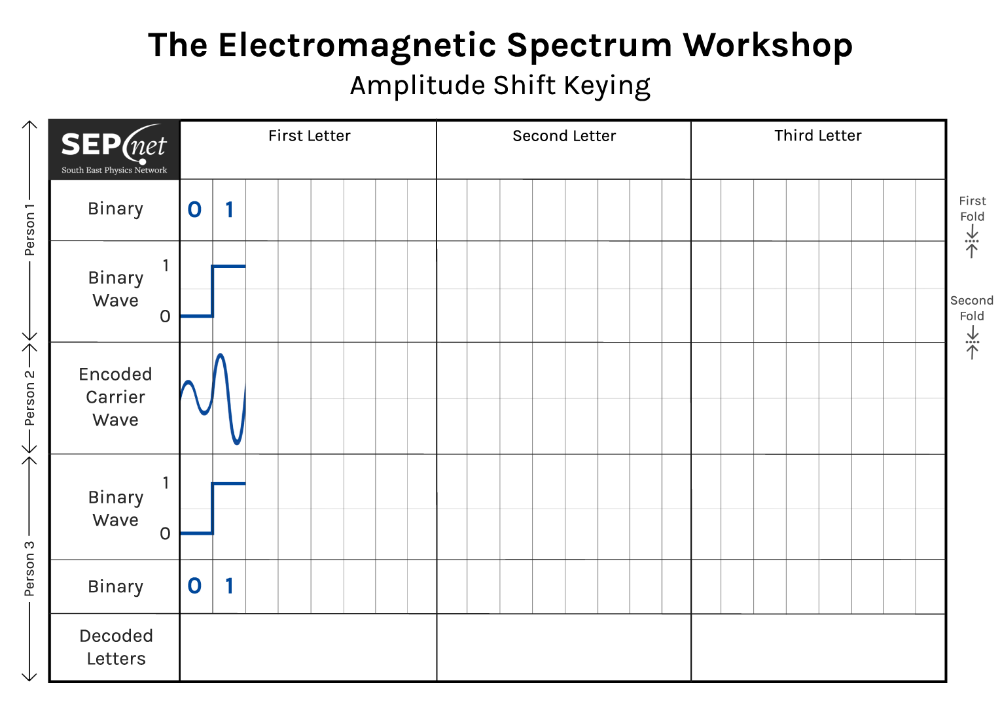 The Electromagnetic Spectrum Workshop
Amplitude Shift Keying
SEPnet
South East Physics Network
First Letter
Second Letter
Third Letter
Person 1
Binary
0 1
First
Fold
Binary
Wave
1
0
Second
Fold
Person 2
Encoded
Carrier
Wave
Person 3
Binary
Wave
1
0
Binary
0 1
Decoded
Letters